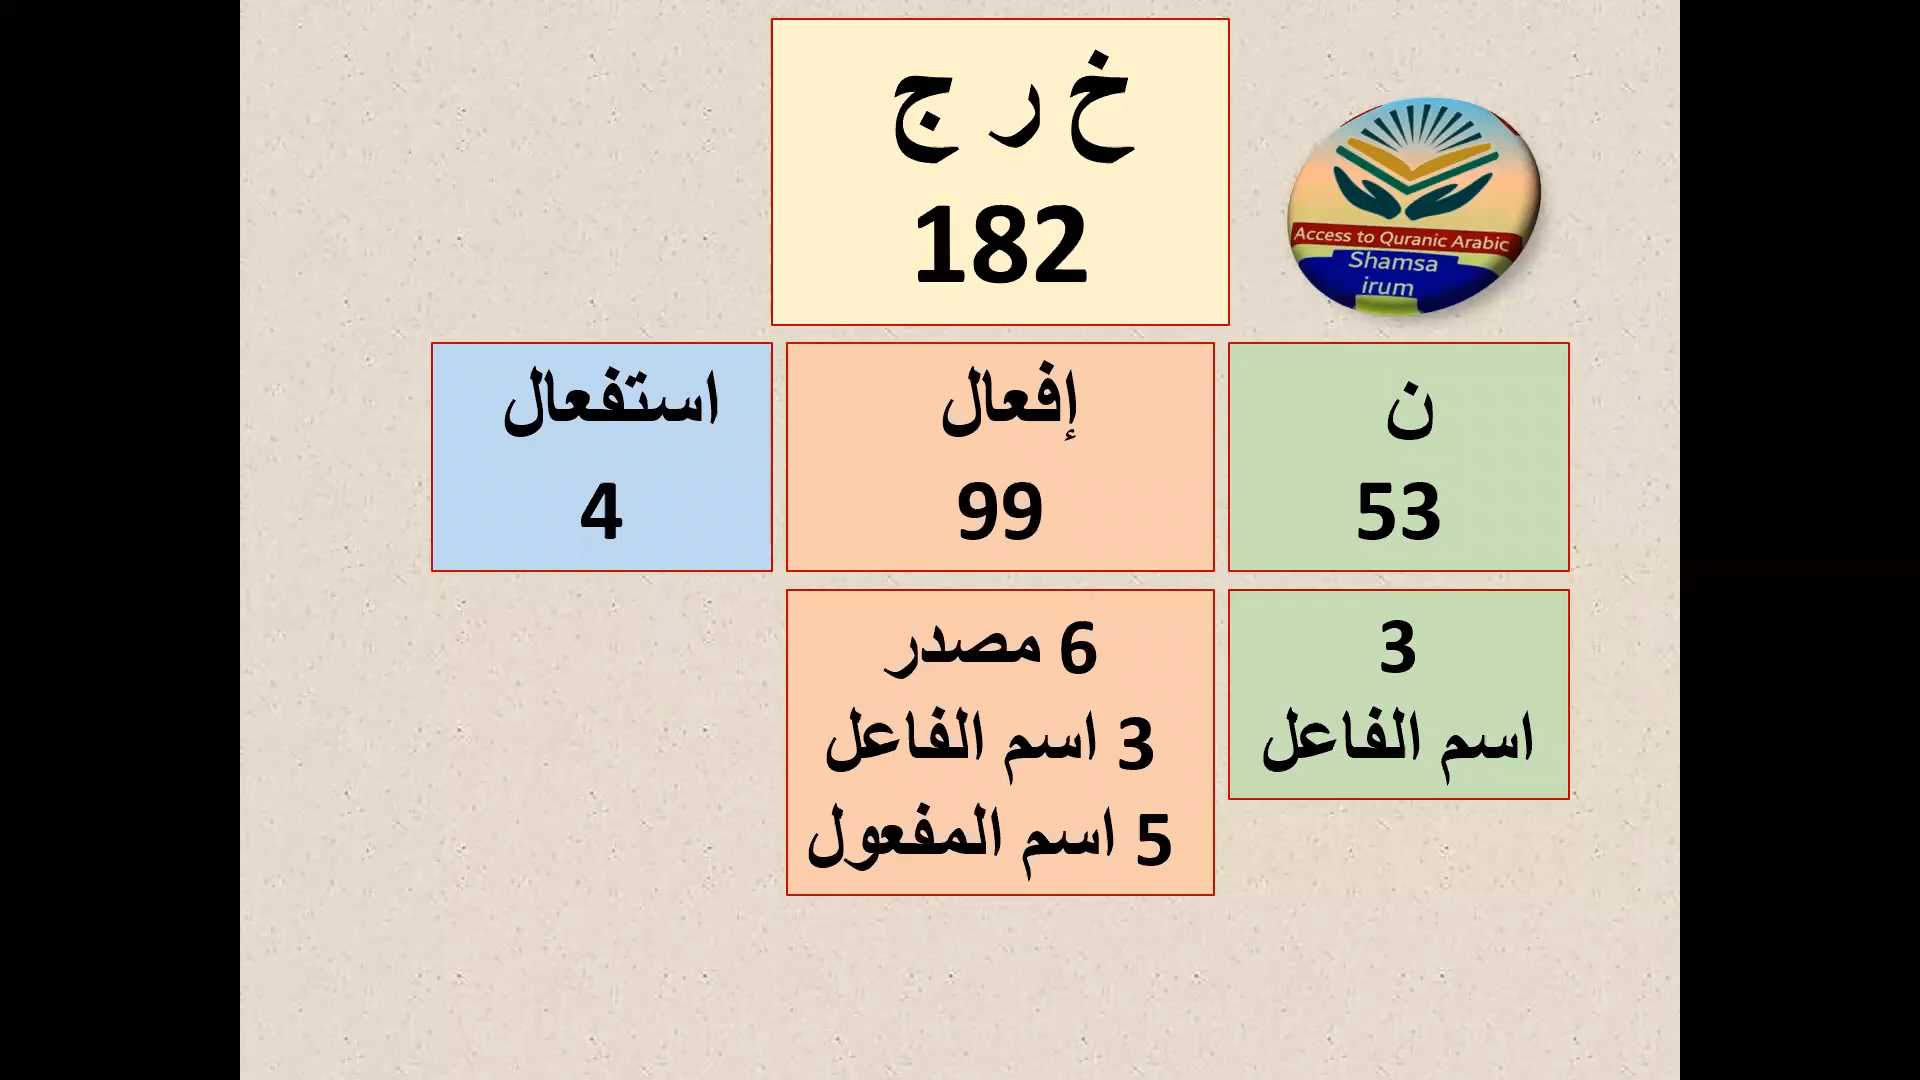 خ ر ج
182
Access to Quranic Arabic
Shamsa
irum
ن
53
إفعال
99
استفعال
4
3
اسم الفاعل
6 مصدر
3 اسم الفاعل
5 اسم المفعول